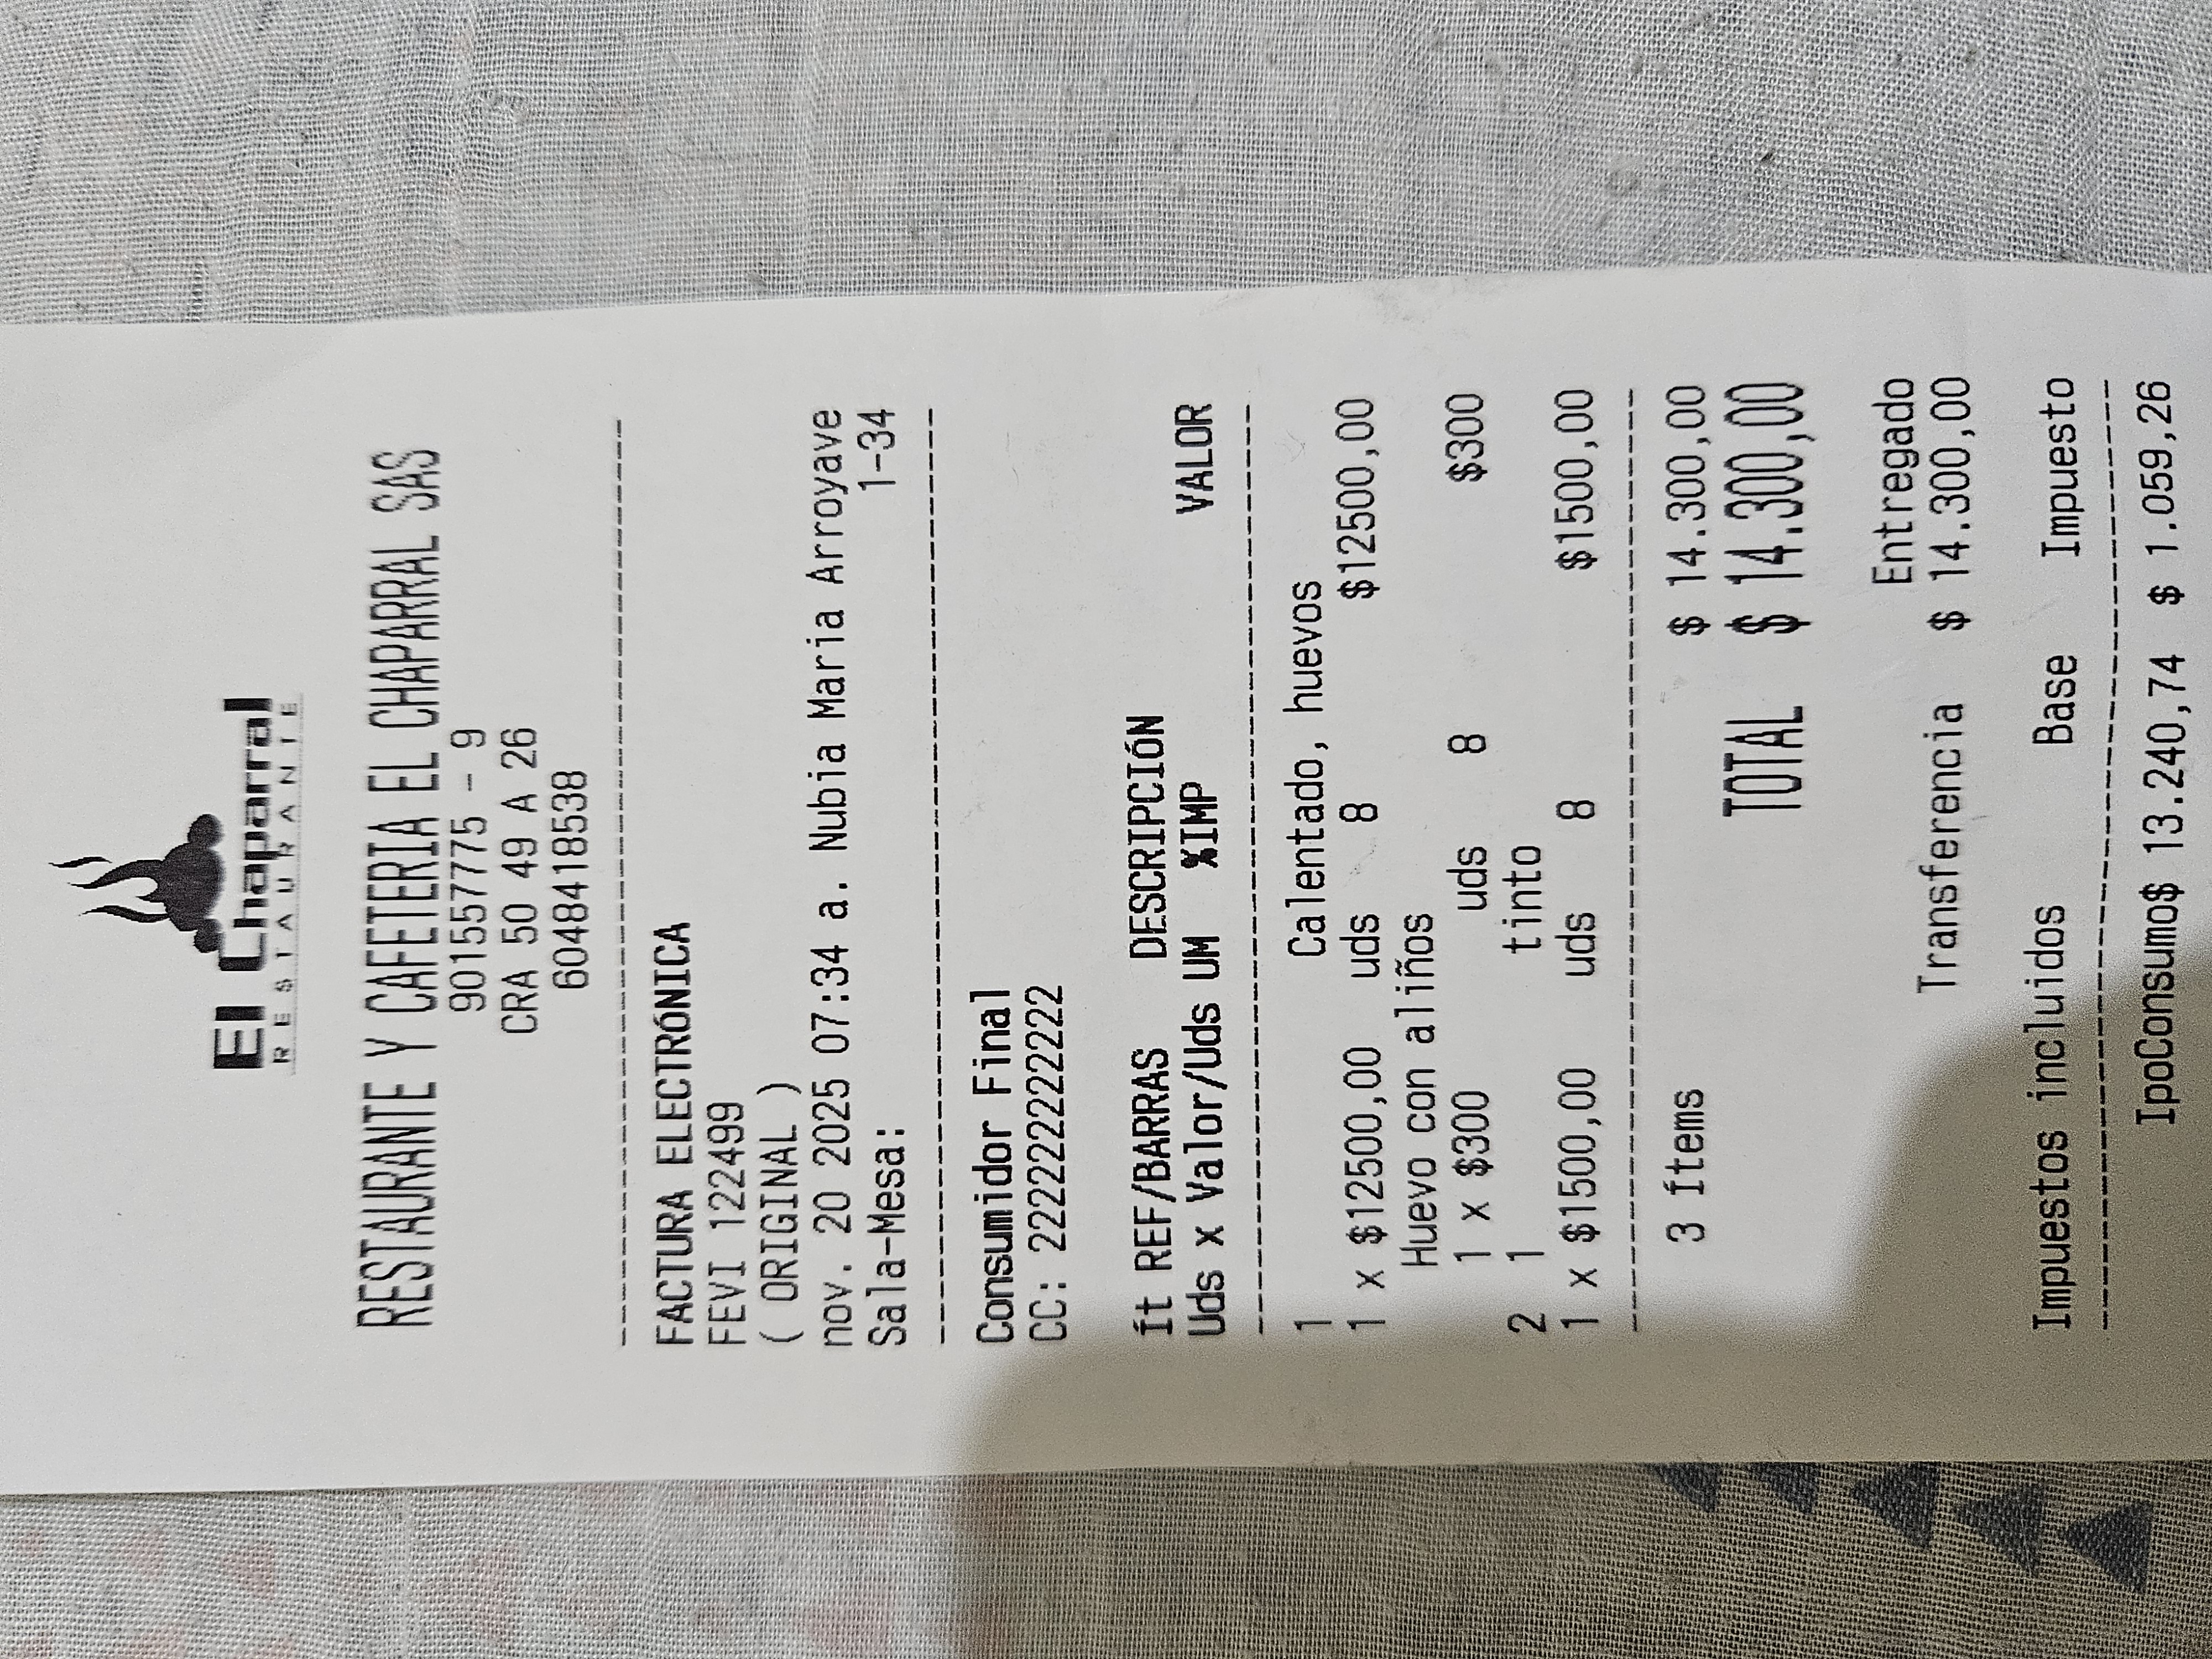 El Chaparral
RESTAURANTE
RESTAURANTE Y CAFETERIA EL CHAPARRAL SAS
901557775 - 9
CRA 50 49 A 26
6048418538
FACTURA ELECTRÓNICA
FEVI 122499
( ORIGINAL )
nov. 20 2025 07:34 a. Nubia Maria Arroyave
Sala-Mesa: 1-34
Consumidor Final
CC: 222222222222
Ít REF/BARRAS DESCRIPCIÓN
Uds x Valor/Uds UM %IMP VALOR
1 Calentado, huevos
1 x $12500,00 uds 8 $12500,00
Huevo con aliños
1 x $300 uds 8 $300
2 1 tinto
1 x $1500,00 uds 8 $1500,00
3 Ítems $ 14.300,00
TOTAL $ 14.300,00
Entregado
Transferencia $ 14.300,00
Impuestos incluidos Base Impuesto
IpoConsumo$ 13.240,74 $ 1.059,26